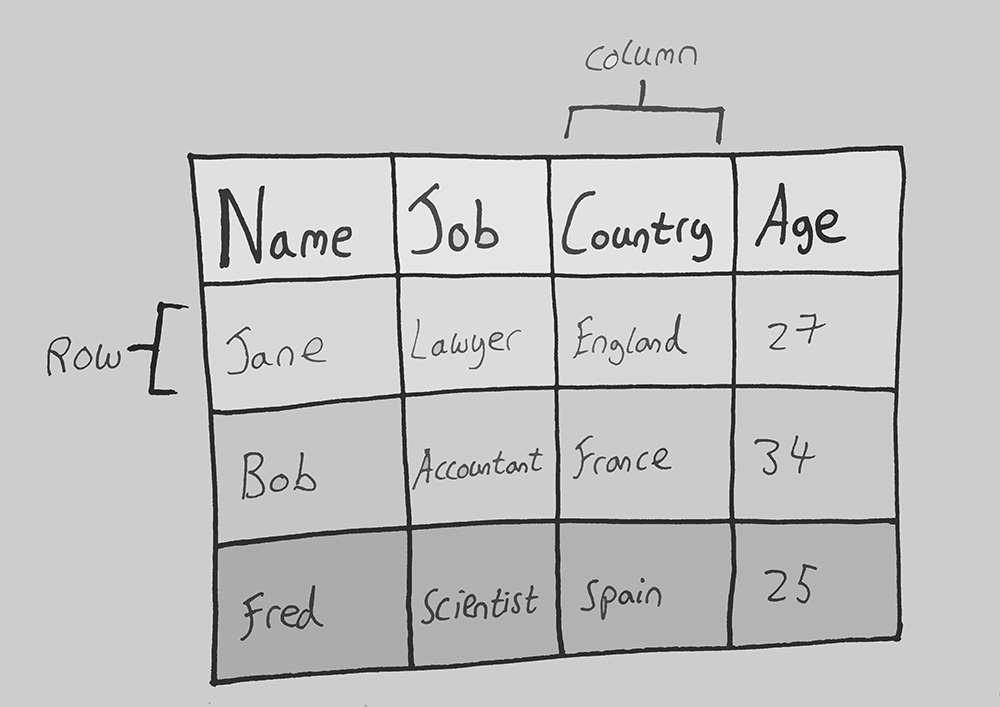 Column
Name Job Country Age
Row
Jane Lawyer England 27
Bob Accountant France 34
Fred Scientist Spain 25